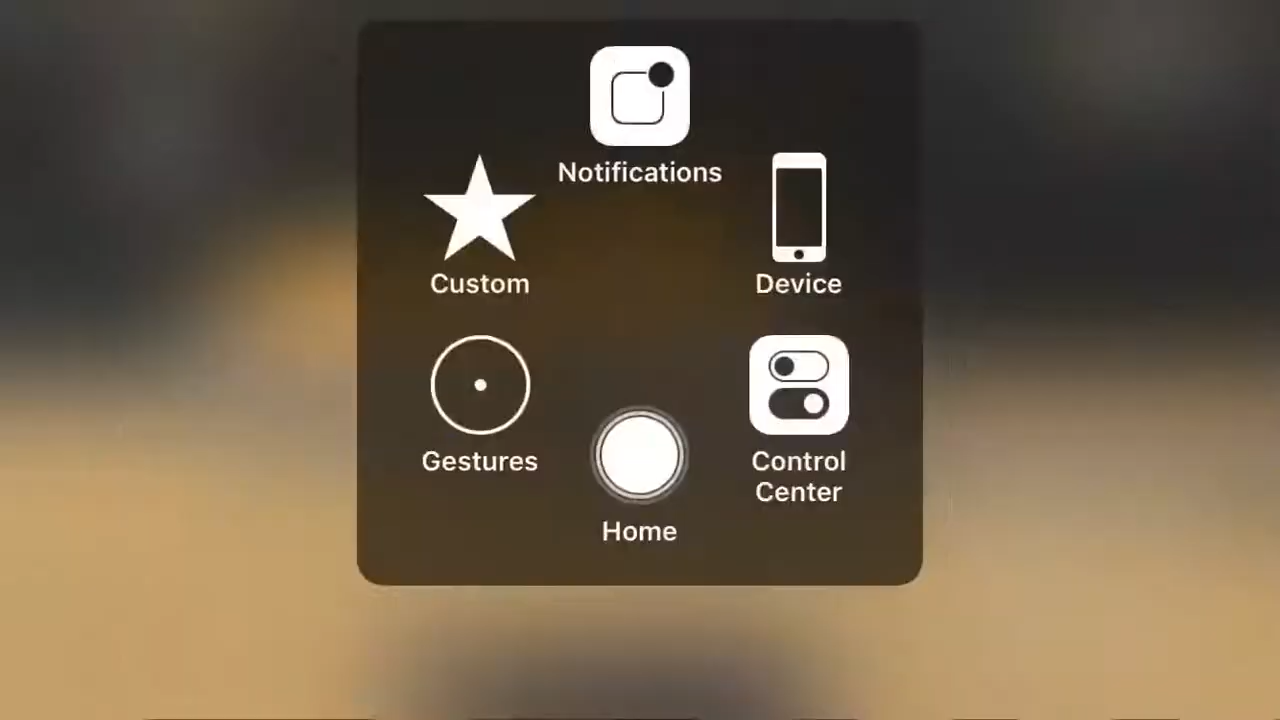 Notifications
Custom
Device
Gestures
Control
Center
Home